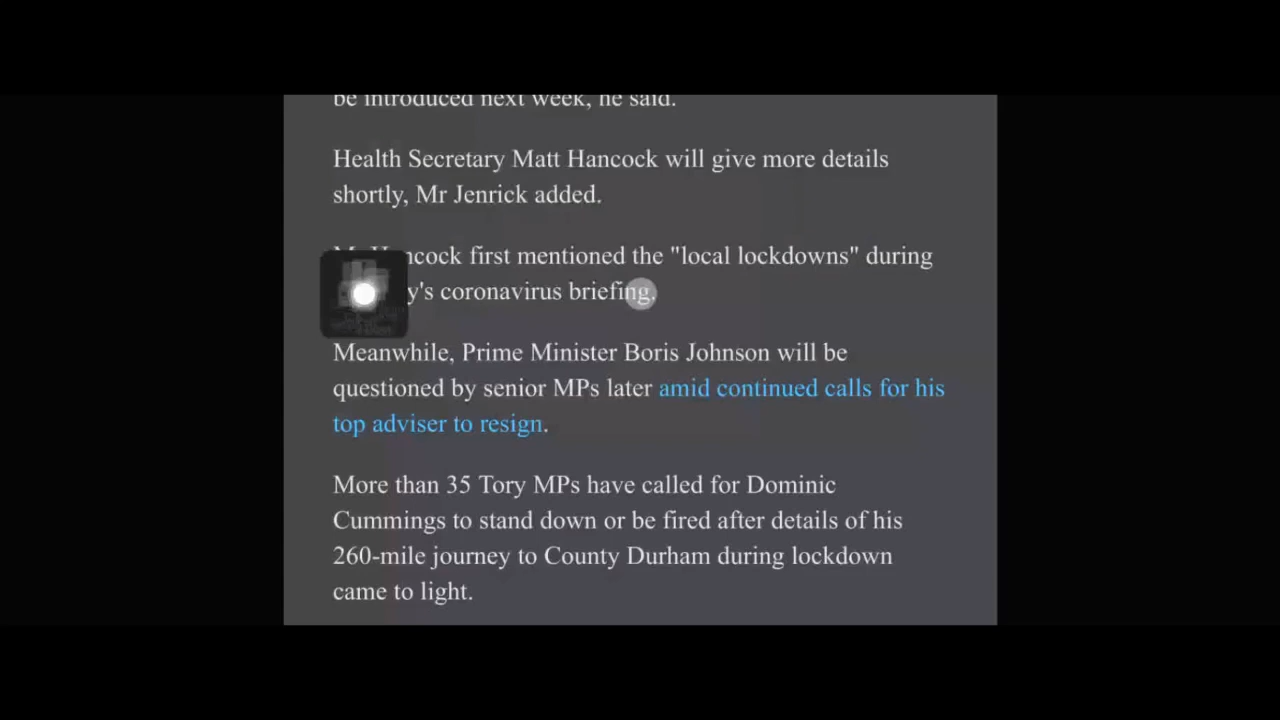 be introduced next week, he said.
Health Secretary Matt Hancock will give more details
shortly, Mr Jenrick added.
first mentioned the "local lockdowns" during
coronavirus briefing.
Meanwhile, Prime Minister Boris Johnson will be
questioned by senior MPs later amid continued calls for his
top adviser to resign.
More than 35 Tory MPs have called for Dominic
Cummings to stand down or be fired after details of his
260-mile journey to County Durham during lockdown
came to light.